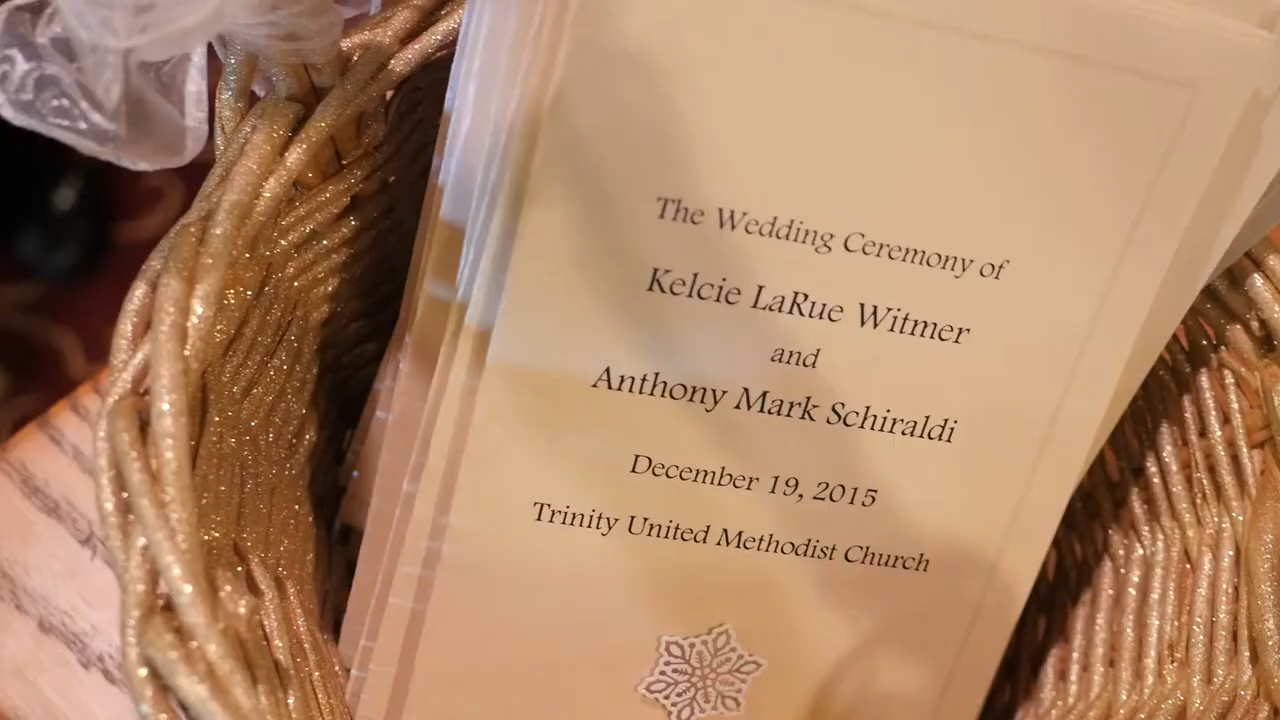 The Wedding Ceremony of
Kelcie LaRue Witmer
and
Anthony Mark Schiraldi
December 19, 2015
Trinity United Methodist Church